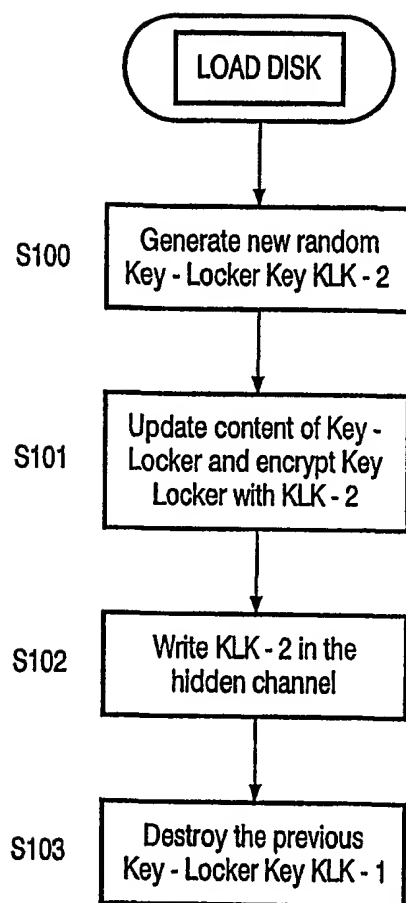 LOAD DISK
S100
Generate new random
Key - Locker Key KLK - 2
S101
Update content of Key -
Locker and encrypt Key
Locker with KLK - 2
S102
Write KLK - 2 in the
hidden channel
S103
Destroy the previous
Key - Locker Key KLK - 1